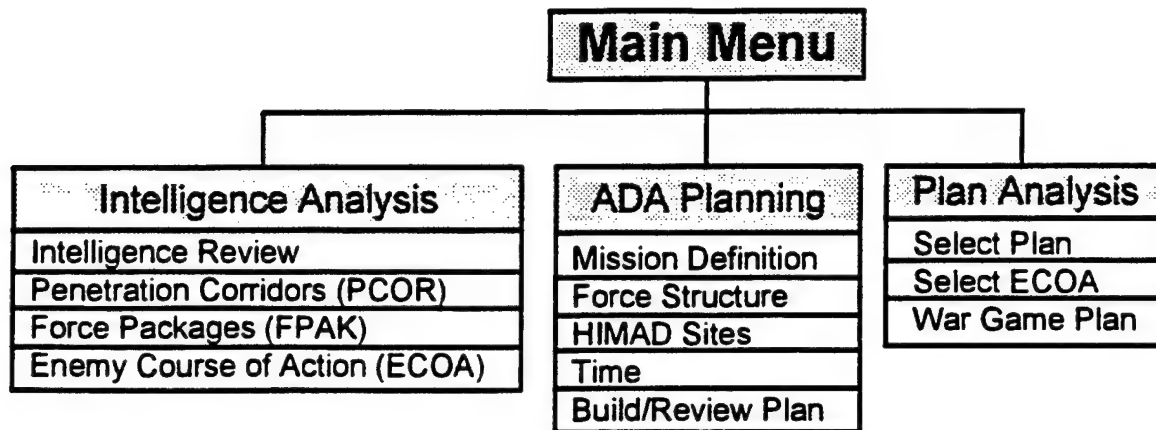 Main Menu
Intelligence Analysis
Intelligence Review
Penetration Corridors (PCOR)
Force Packages (FPAK)
Enemy Course of Action (ECOA)
ADA Planning
Mission Definition
Force Structure
HIMAD Sites
Time
Build/Review Plan
Plan Analysis
Select Plan
Select ECOA
War Game Plan